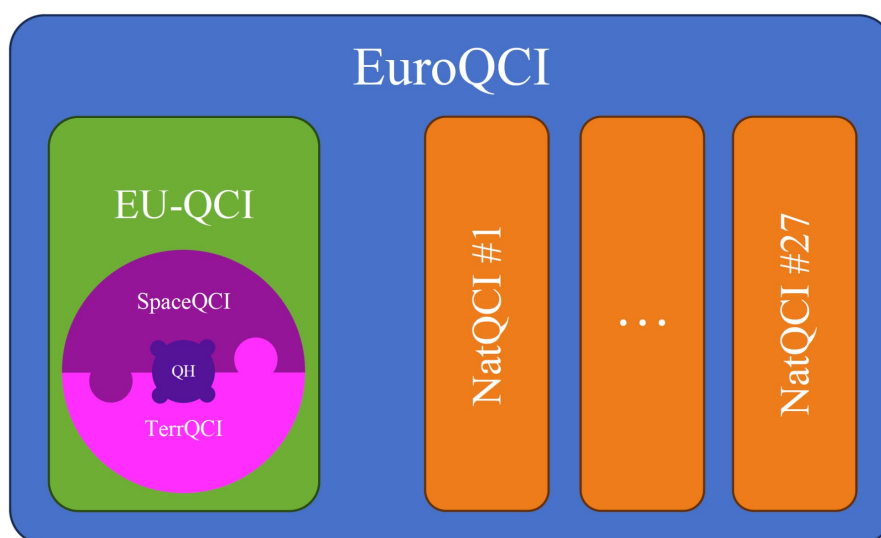 EuroQCI
EU-QCI
SpaceQCI
QH
TerrQCI
NatQCI #1
...
NatQCI #27